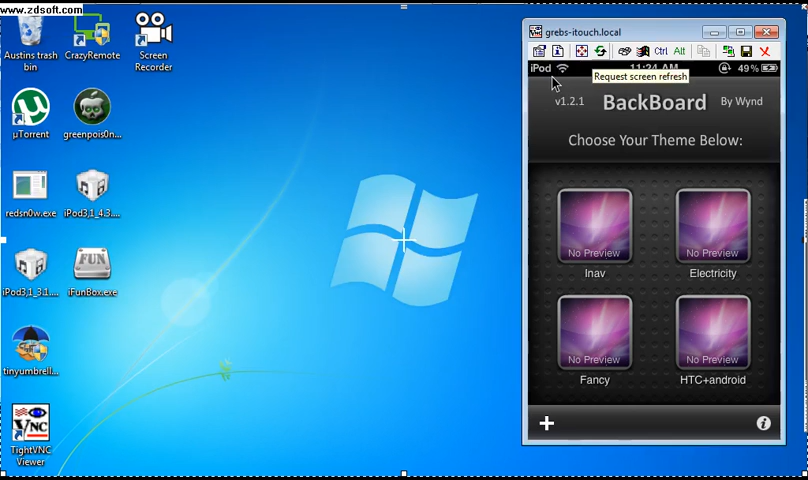 www.zdsoft.com
Austins trash
bin
CrazyRemote
Screen
Recorder
µTorrent
greenpois0n...
redsn0w.exe
iPod3,1_4.3....
iPod3,1_3.1....
FUN
iFunBox.exe
tinyumbrell...
VNC
TightVNC
Viewer
grebs-itouch.local
Ctrl Alt
iPod 11:24 AM 49%
Request screen refresh
v1.2.1 BackBoard By Wynd
Choose Your Theme Below:
No Preview No Preview
Inav Electricity
No Preview No Preview
Fancy HTC+android